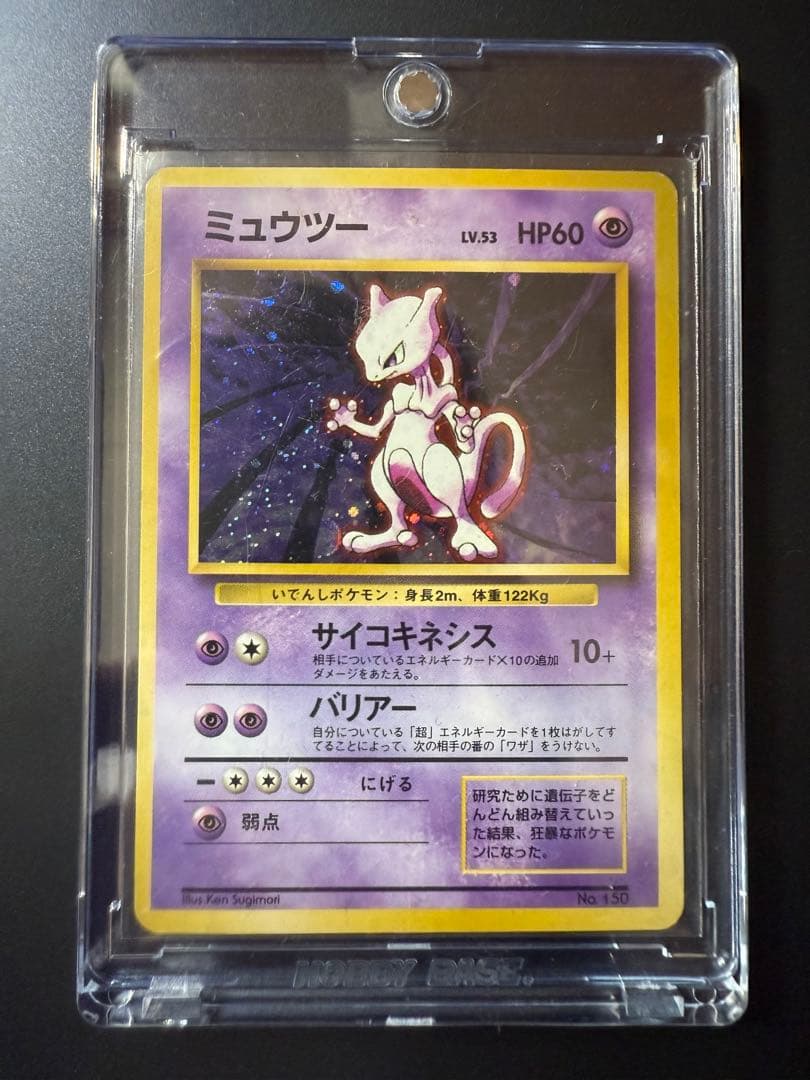 ミュウツー LV.53 HP60
いでんしポケモン：身長2m、体重122Kg
サイコキネシス 10+
相手についているエネルギーカード×10の追加
ダメージをあたえる。
バリアー
自分についている「超」エネルギーカードを1枚はがしてす
てることによって、次の相手の番の「ワザ」をうけない。
にげる
弱点
研究ために遺伝子をど
んどん組み替えていっ
た結果、狂暴なポケモ
ンになった。
Illus. Ken Sugimori No. 150
HOBBY BASE